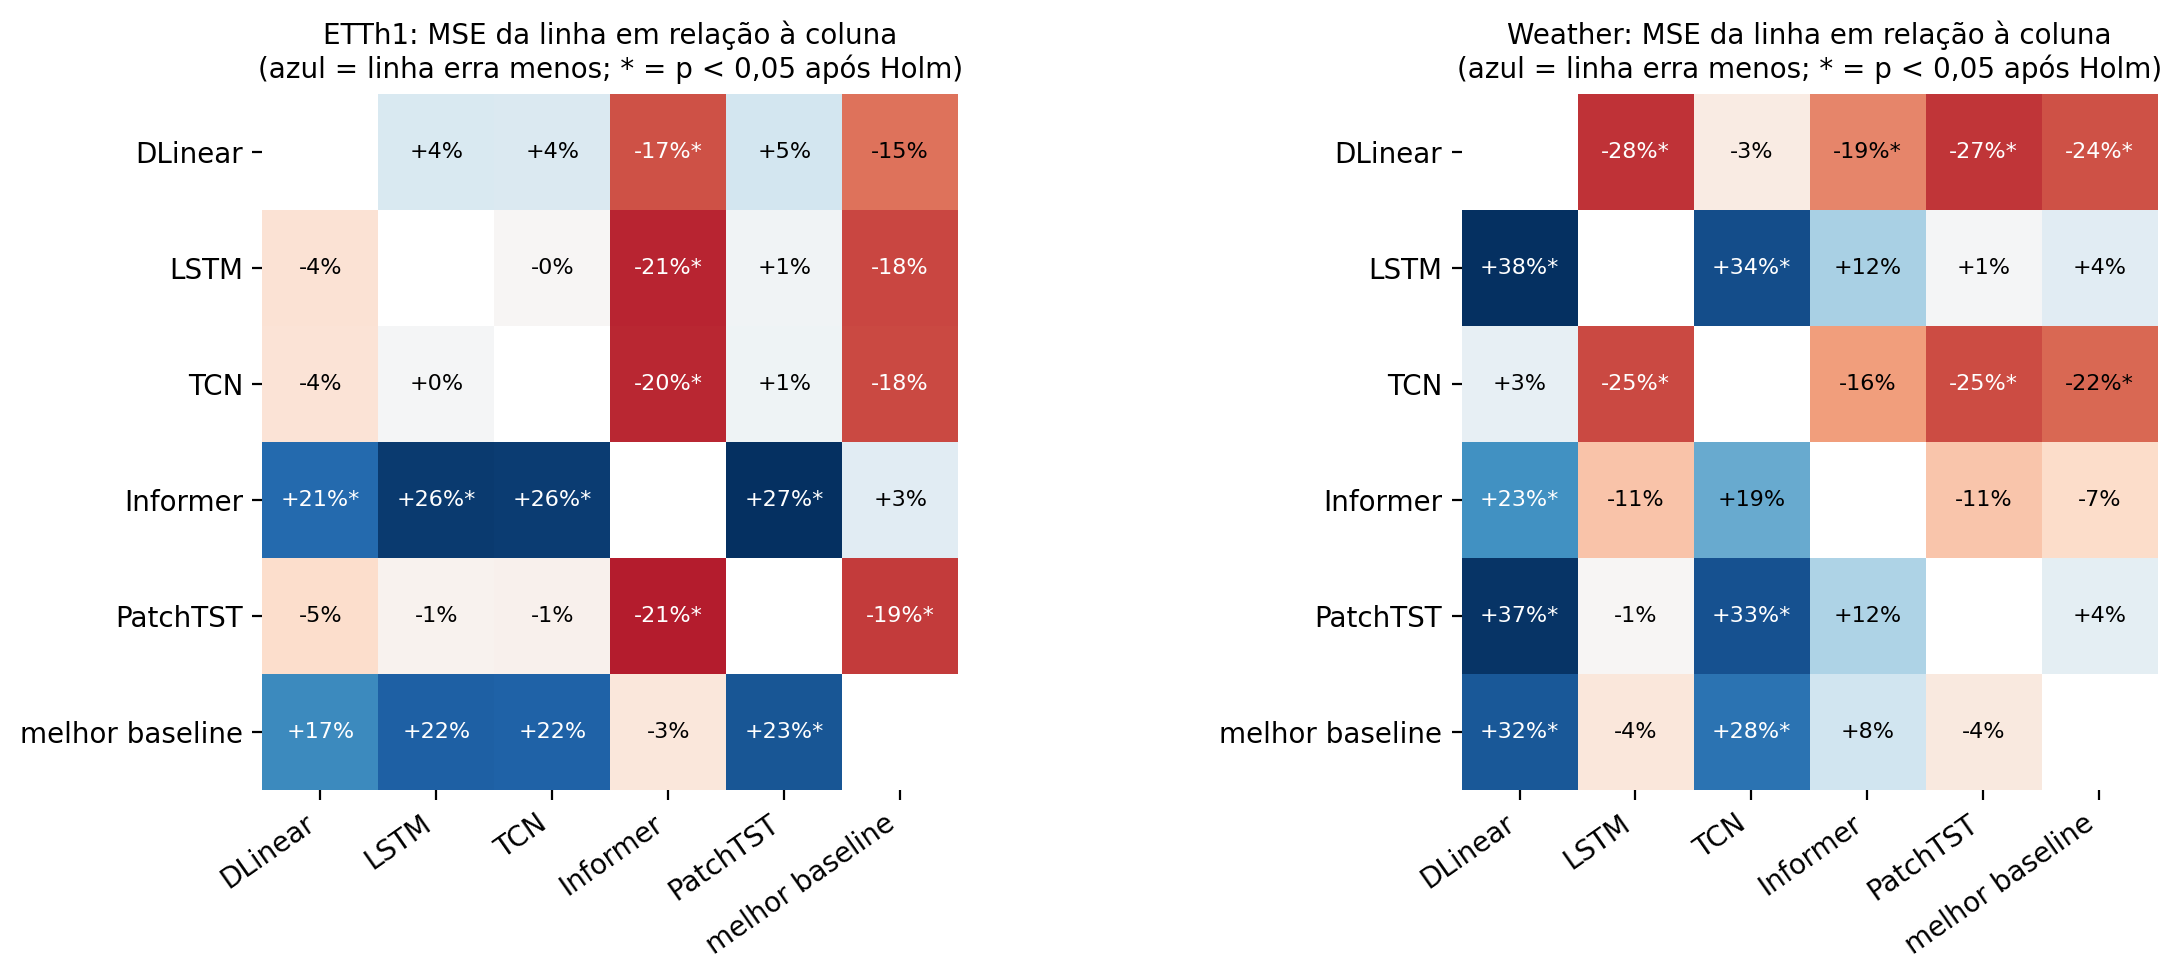 ETTh1: MSE da linha em relação à coluna
(azul = linha erra menos; * = p < 0,05 após Holm)
DLinear +4% +4% -17%* +5% -15%
LSTM -4% -0% -21%* +1% -18%
TCN -4% +0% -20%* +1% -18%
Informer +21%* +26%* +26%* +27%* +3%
PatchTST -5% -1% -1% -21%* -19%*
melhor baseline +17% +22% +22% -3% +23%*
DLinear LSTM TCN Informer PatchTST melhor baseline
Weather: MSE da linha em relação à coluna
(azul = linha erra menos; * = p < 0,05 após Holm)
DLinear -28%* -3% -19%* -27%* -24%*
LSTM +38%* +34%* +12% +1% +4%
TCN +3% -25%* -16% -25%* -22%*
Informer +23%* -11% +19% -11% -7%
PatchTST +37%* -1% +33%* +12% +4%
melhor baseline +32%* -4% +28%* +8% -4%
DLinear LSTM TCN Informer PatchTST melhor baseline